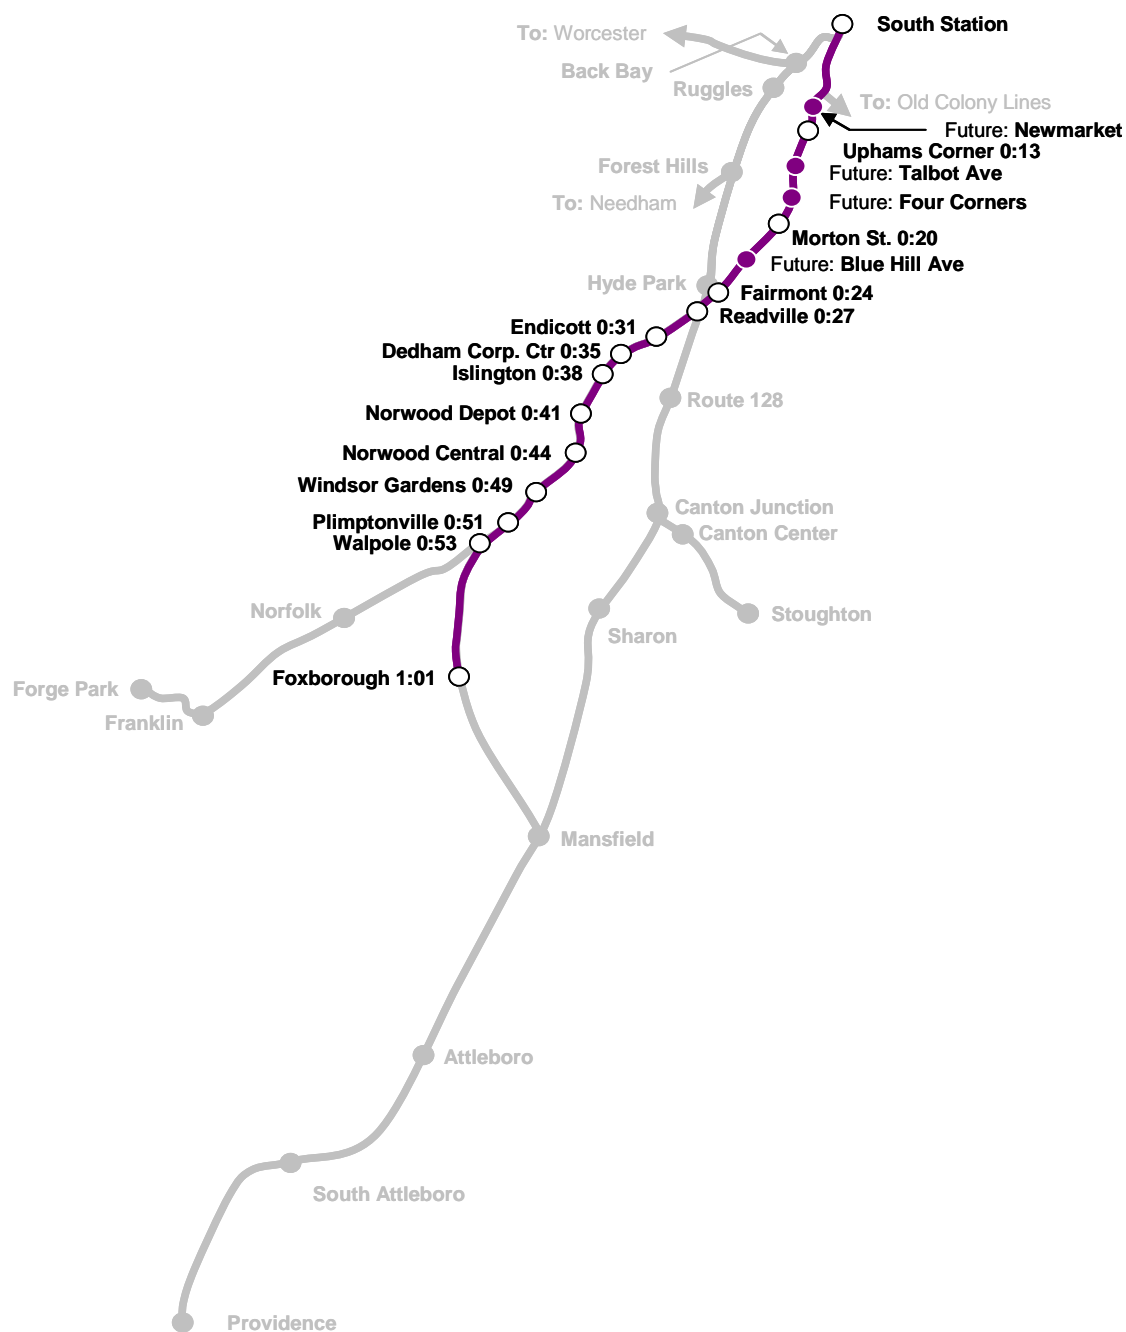 South Station
To: Worcester
Back Bay
Ruggles
To: Old Colony Lines
Future: Newmarket
Uphams Corner 0:13
Forest Hills
Future: Talbot Ave
To: Needham
Future: Four Corners
Morton St. 0:20
Future: Blue Hill Ave
Hyde Park
Fairmont 0:24
Readville 0:27
Endicott 0:31
Dedham Corp. Ctr 0:35
Islington 0:38
Route 128
Norwood Depot 0:41
Norwood Central 0:44
Windsor Gardens 0:49
Canton Junction
Plimptonville 0:51
Canton Center
Walpole 0:53
Norfolk
Stoughton
Sharon
Foxborough 1:01
Forge Park
Franklin
Mansfield
Attleboro
South Attleboro
Providence